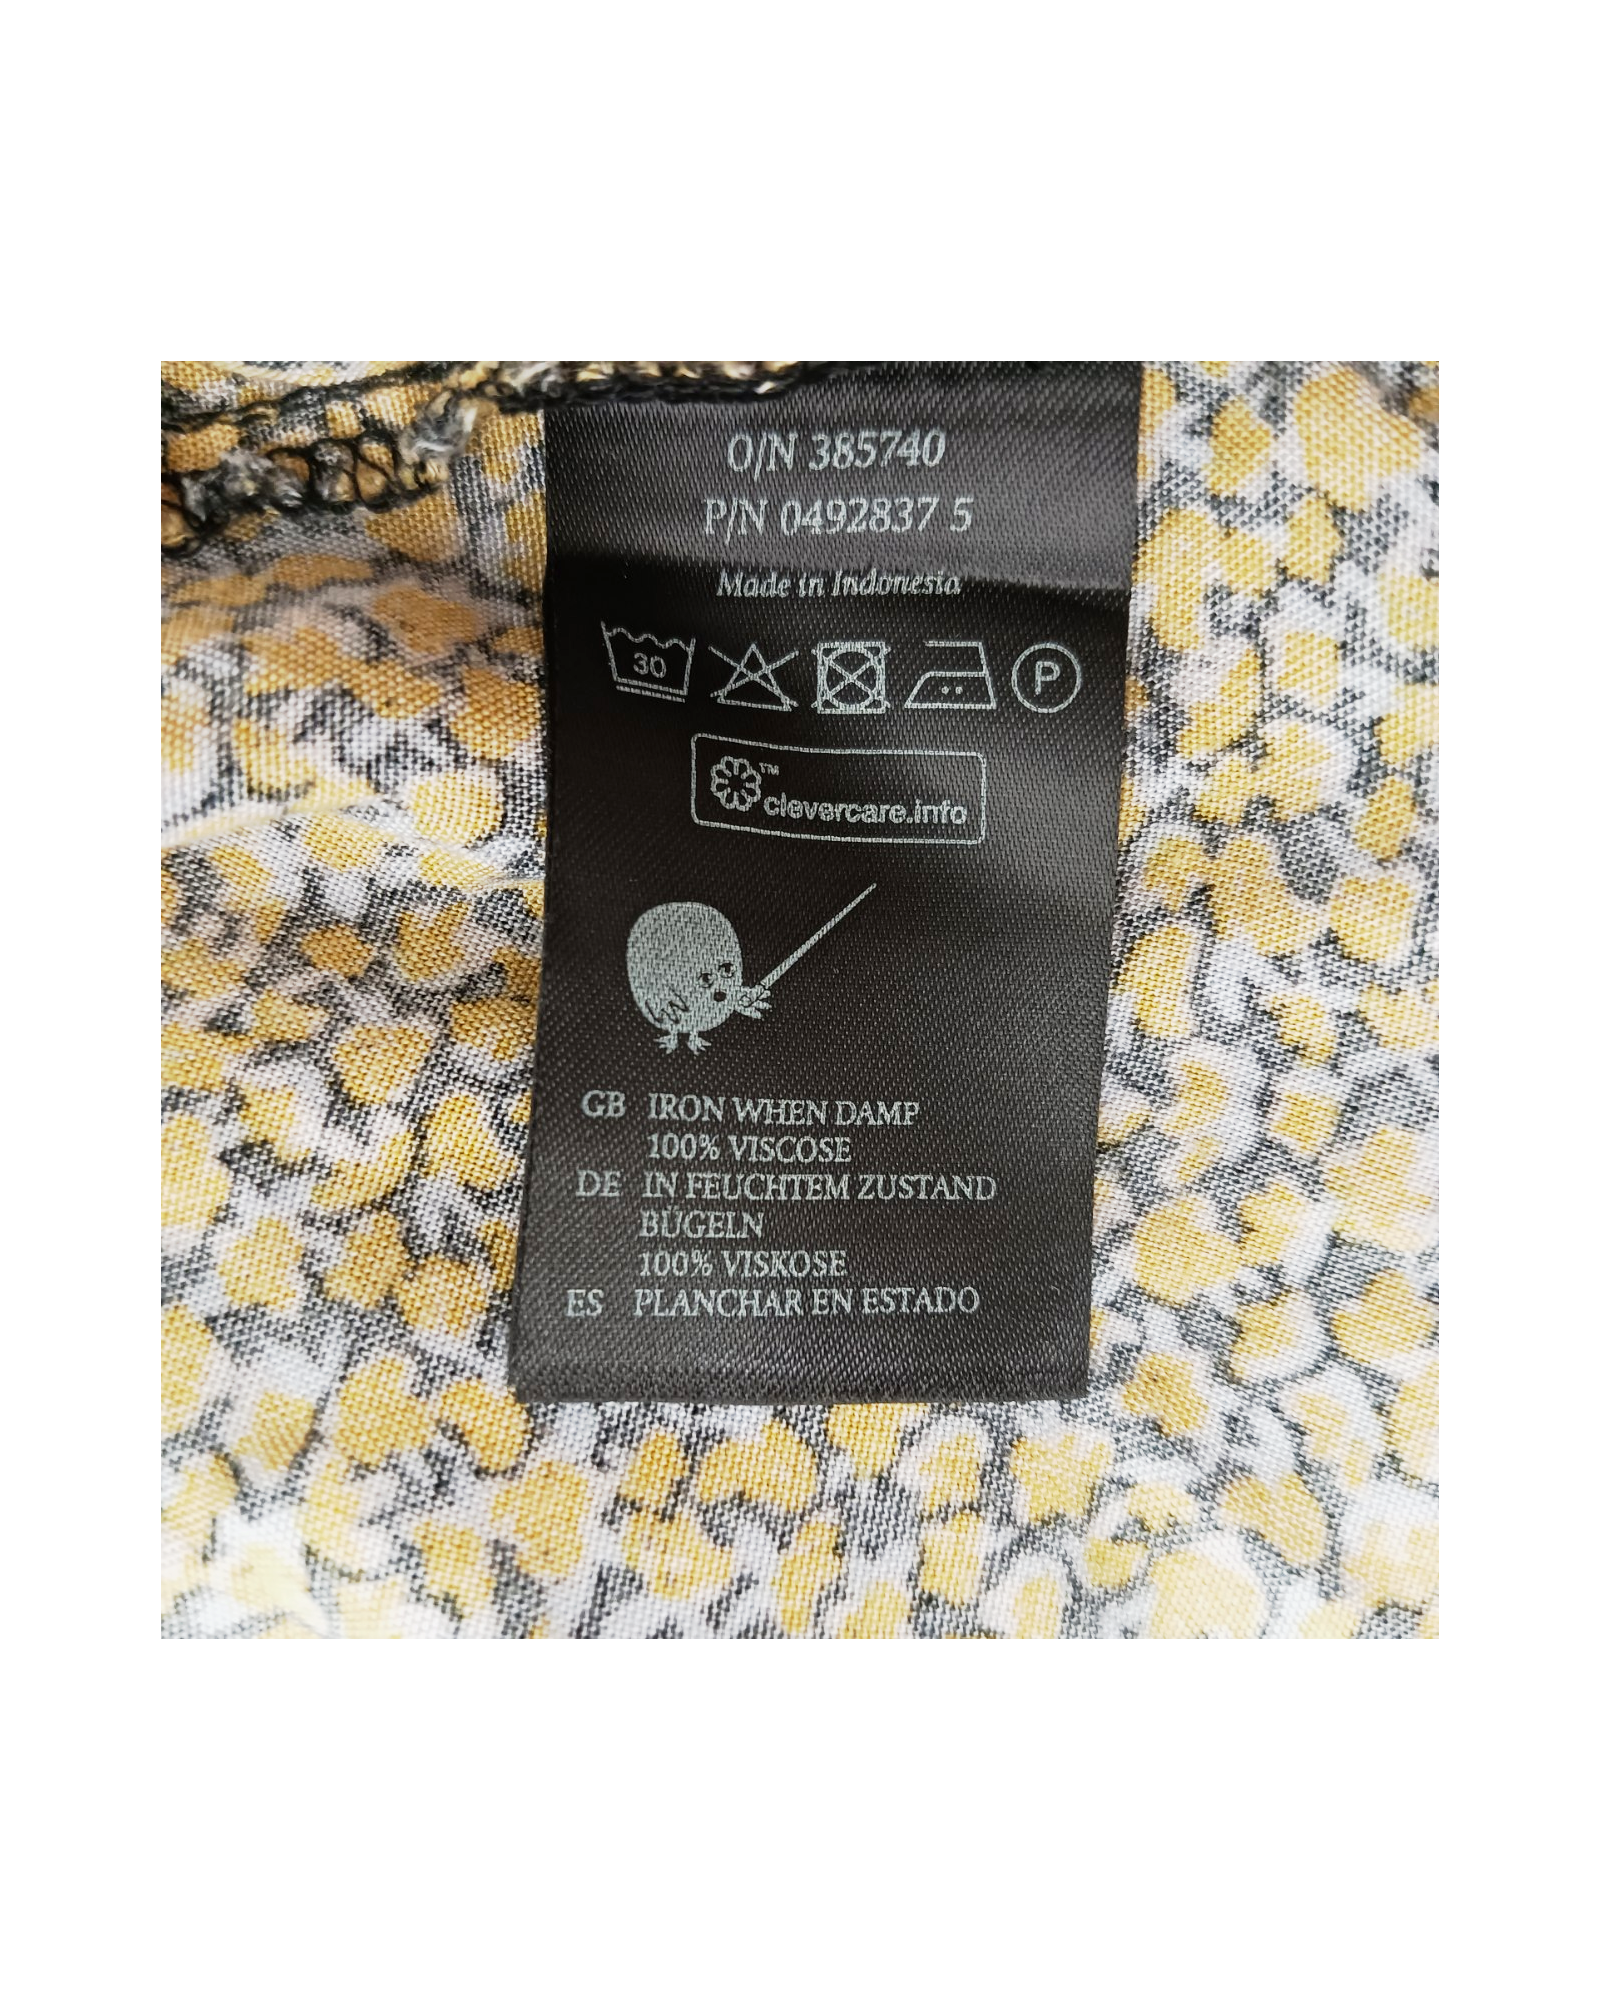 O/N 385740
P/N 0492837 5
Made in Indonesia
30 P
TM
clevercare.info
GB IRON WHEN DAMP
100% VISCOSE
DE IN FEUCHTEM ZUSTAND
BÜGELN
100% VISKOSE
ES PLANCHAR EN ESTADO